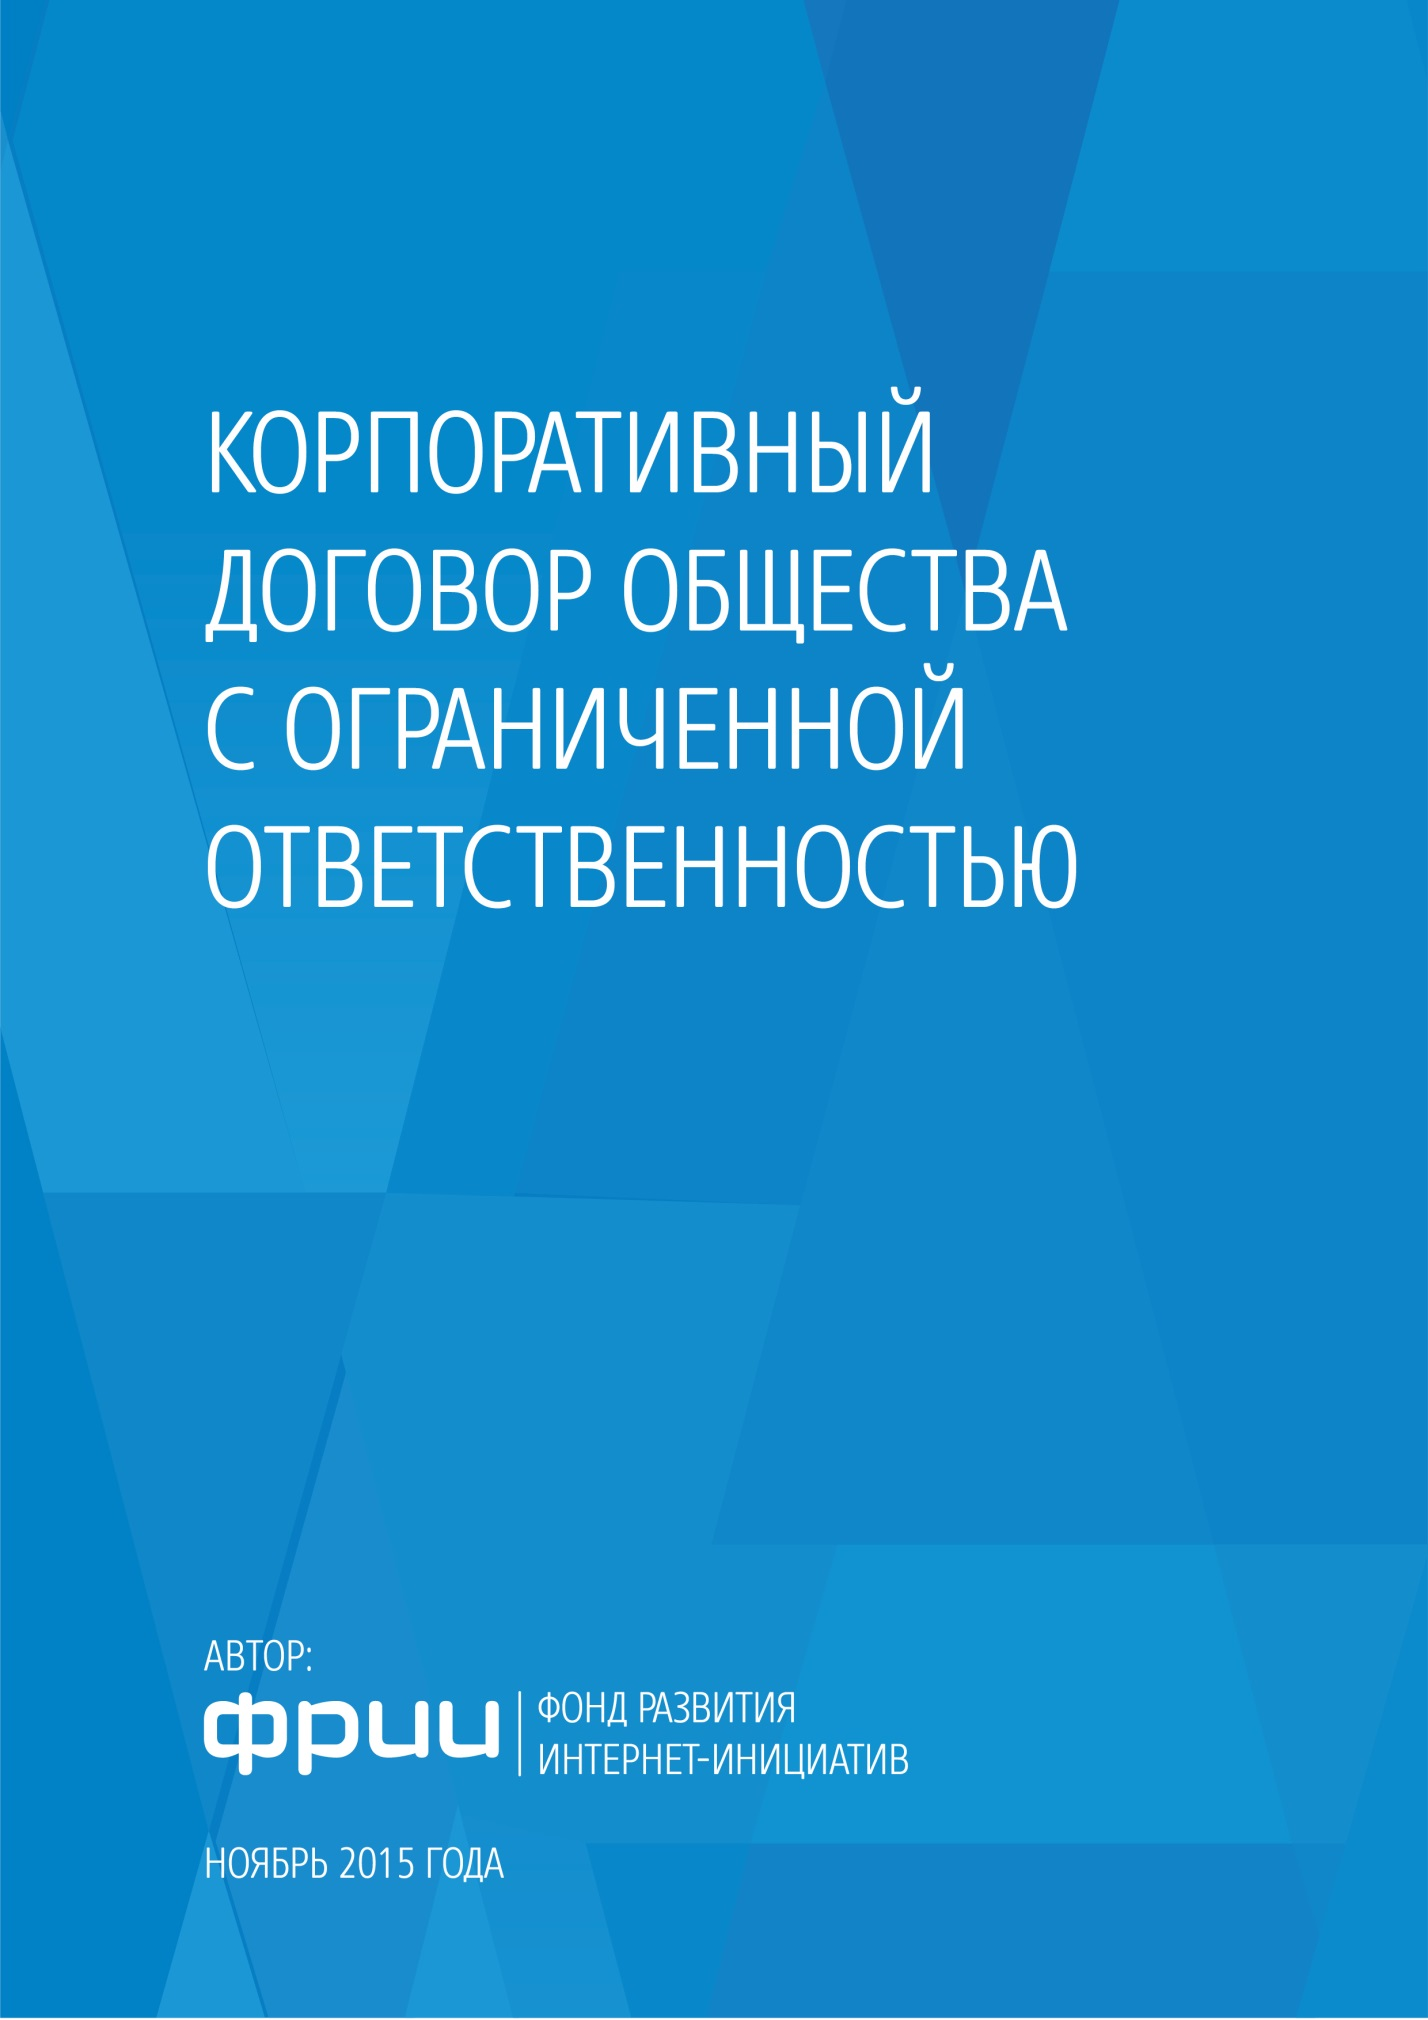 КОРПОРАТИВНЫЙ
ДОГОВОР ОБЩЕСТВА
С ОГРАНИЧЕННОЙ
ОТВЕТСТВЕННОСТЬЮ
АВТОР:
ФРИИ
ФОНД РАЗВИТИЯ
ИНТЕРНЕТ-ИНИЦИАТИВ
НОЯБРЬ 2015 ГОДА